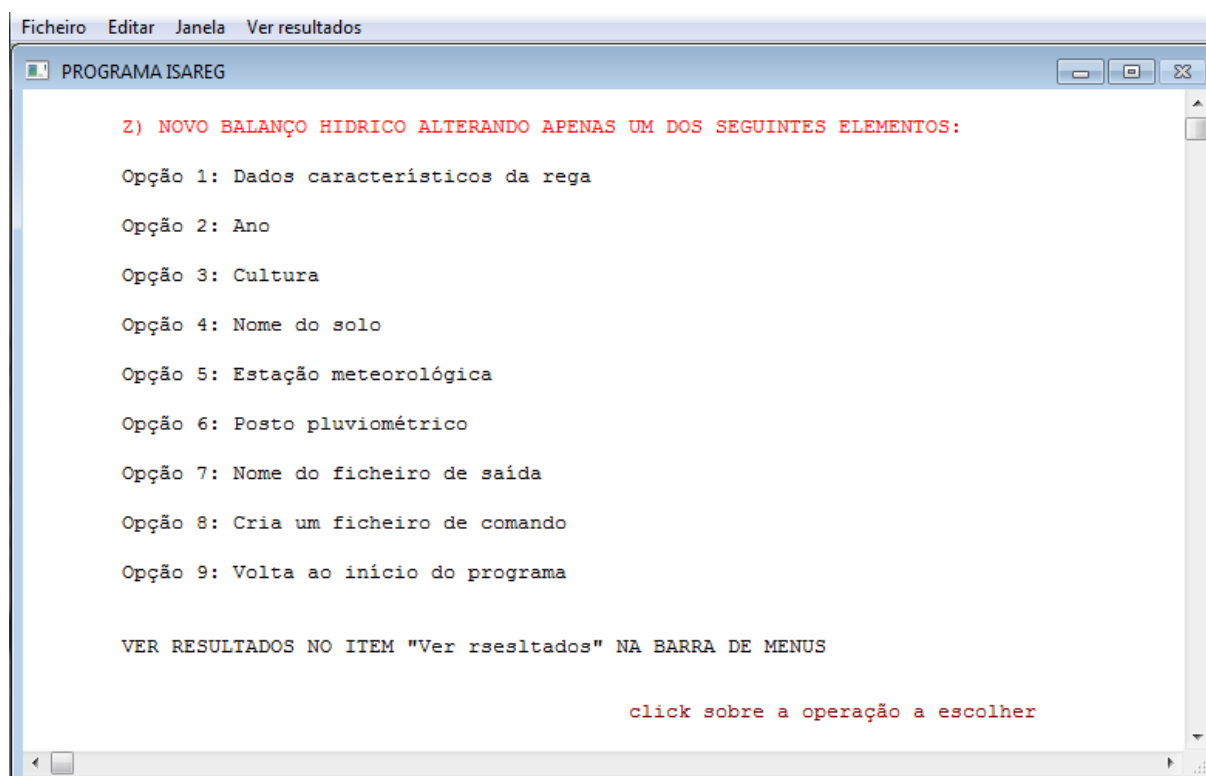 Ficheiro Editar Janela Ver resultados
PROGRAMA ISAREG
Z) NOVO BALANÇO HIDRICO ALTERANDO APENAS UM DOS SEGUINTES ELEMENTOS:
Opção 1: Dados característicos da rega
Opção 2: Ano
Opção 3: Cultura
Opção 4: Nome do solo
Opção 5: Estação meteorológica
Opção 6: Posto pluviométrico
Opção 7: Nome do ficheiro de saída
Opção 8: Cria um ficheiro de comando
Opção 9: Volta ao início do programa
VER RESULTADOS NO ITEM "Ver rsesltados" NA BARRA DE MENUS
click sobre a operação a escolher